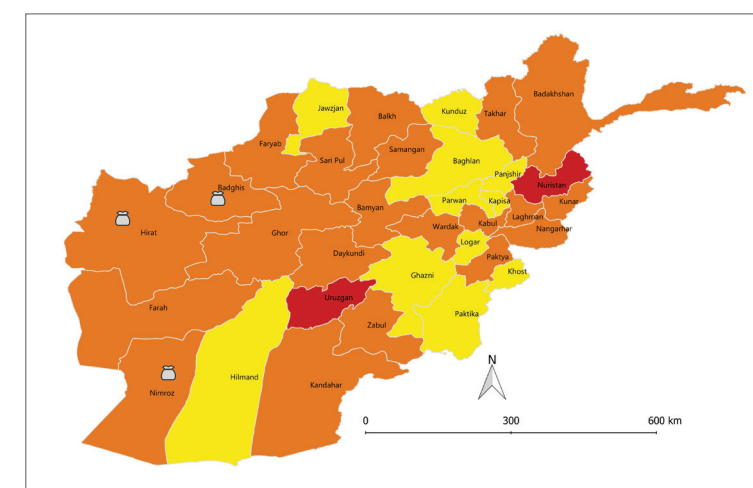 Badakhshan
Jawzjan
Kunduz
Takhar
Balkh
Faryab
Samangan
Sari Pul
Baghlan
Panjshir
Nuristan
Badghis
Parwan
Kapisa
Kunar
Bamyan
Laghman
Kabul
Wardak
Nangarhar
Hirat
Ghor
Logar
Daykundi
Paktya
Khost
Ghazni
Uruzgan
Farah
Paktika
Zabul
N
Hilmand
Kandahar
Nimroz
0 300 600 km